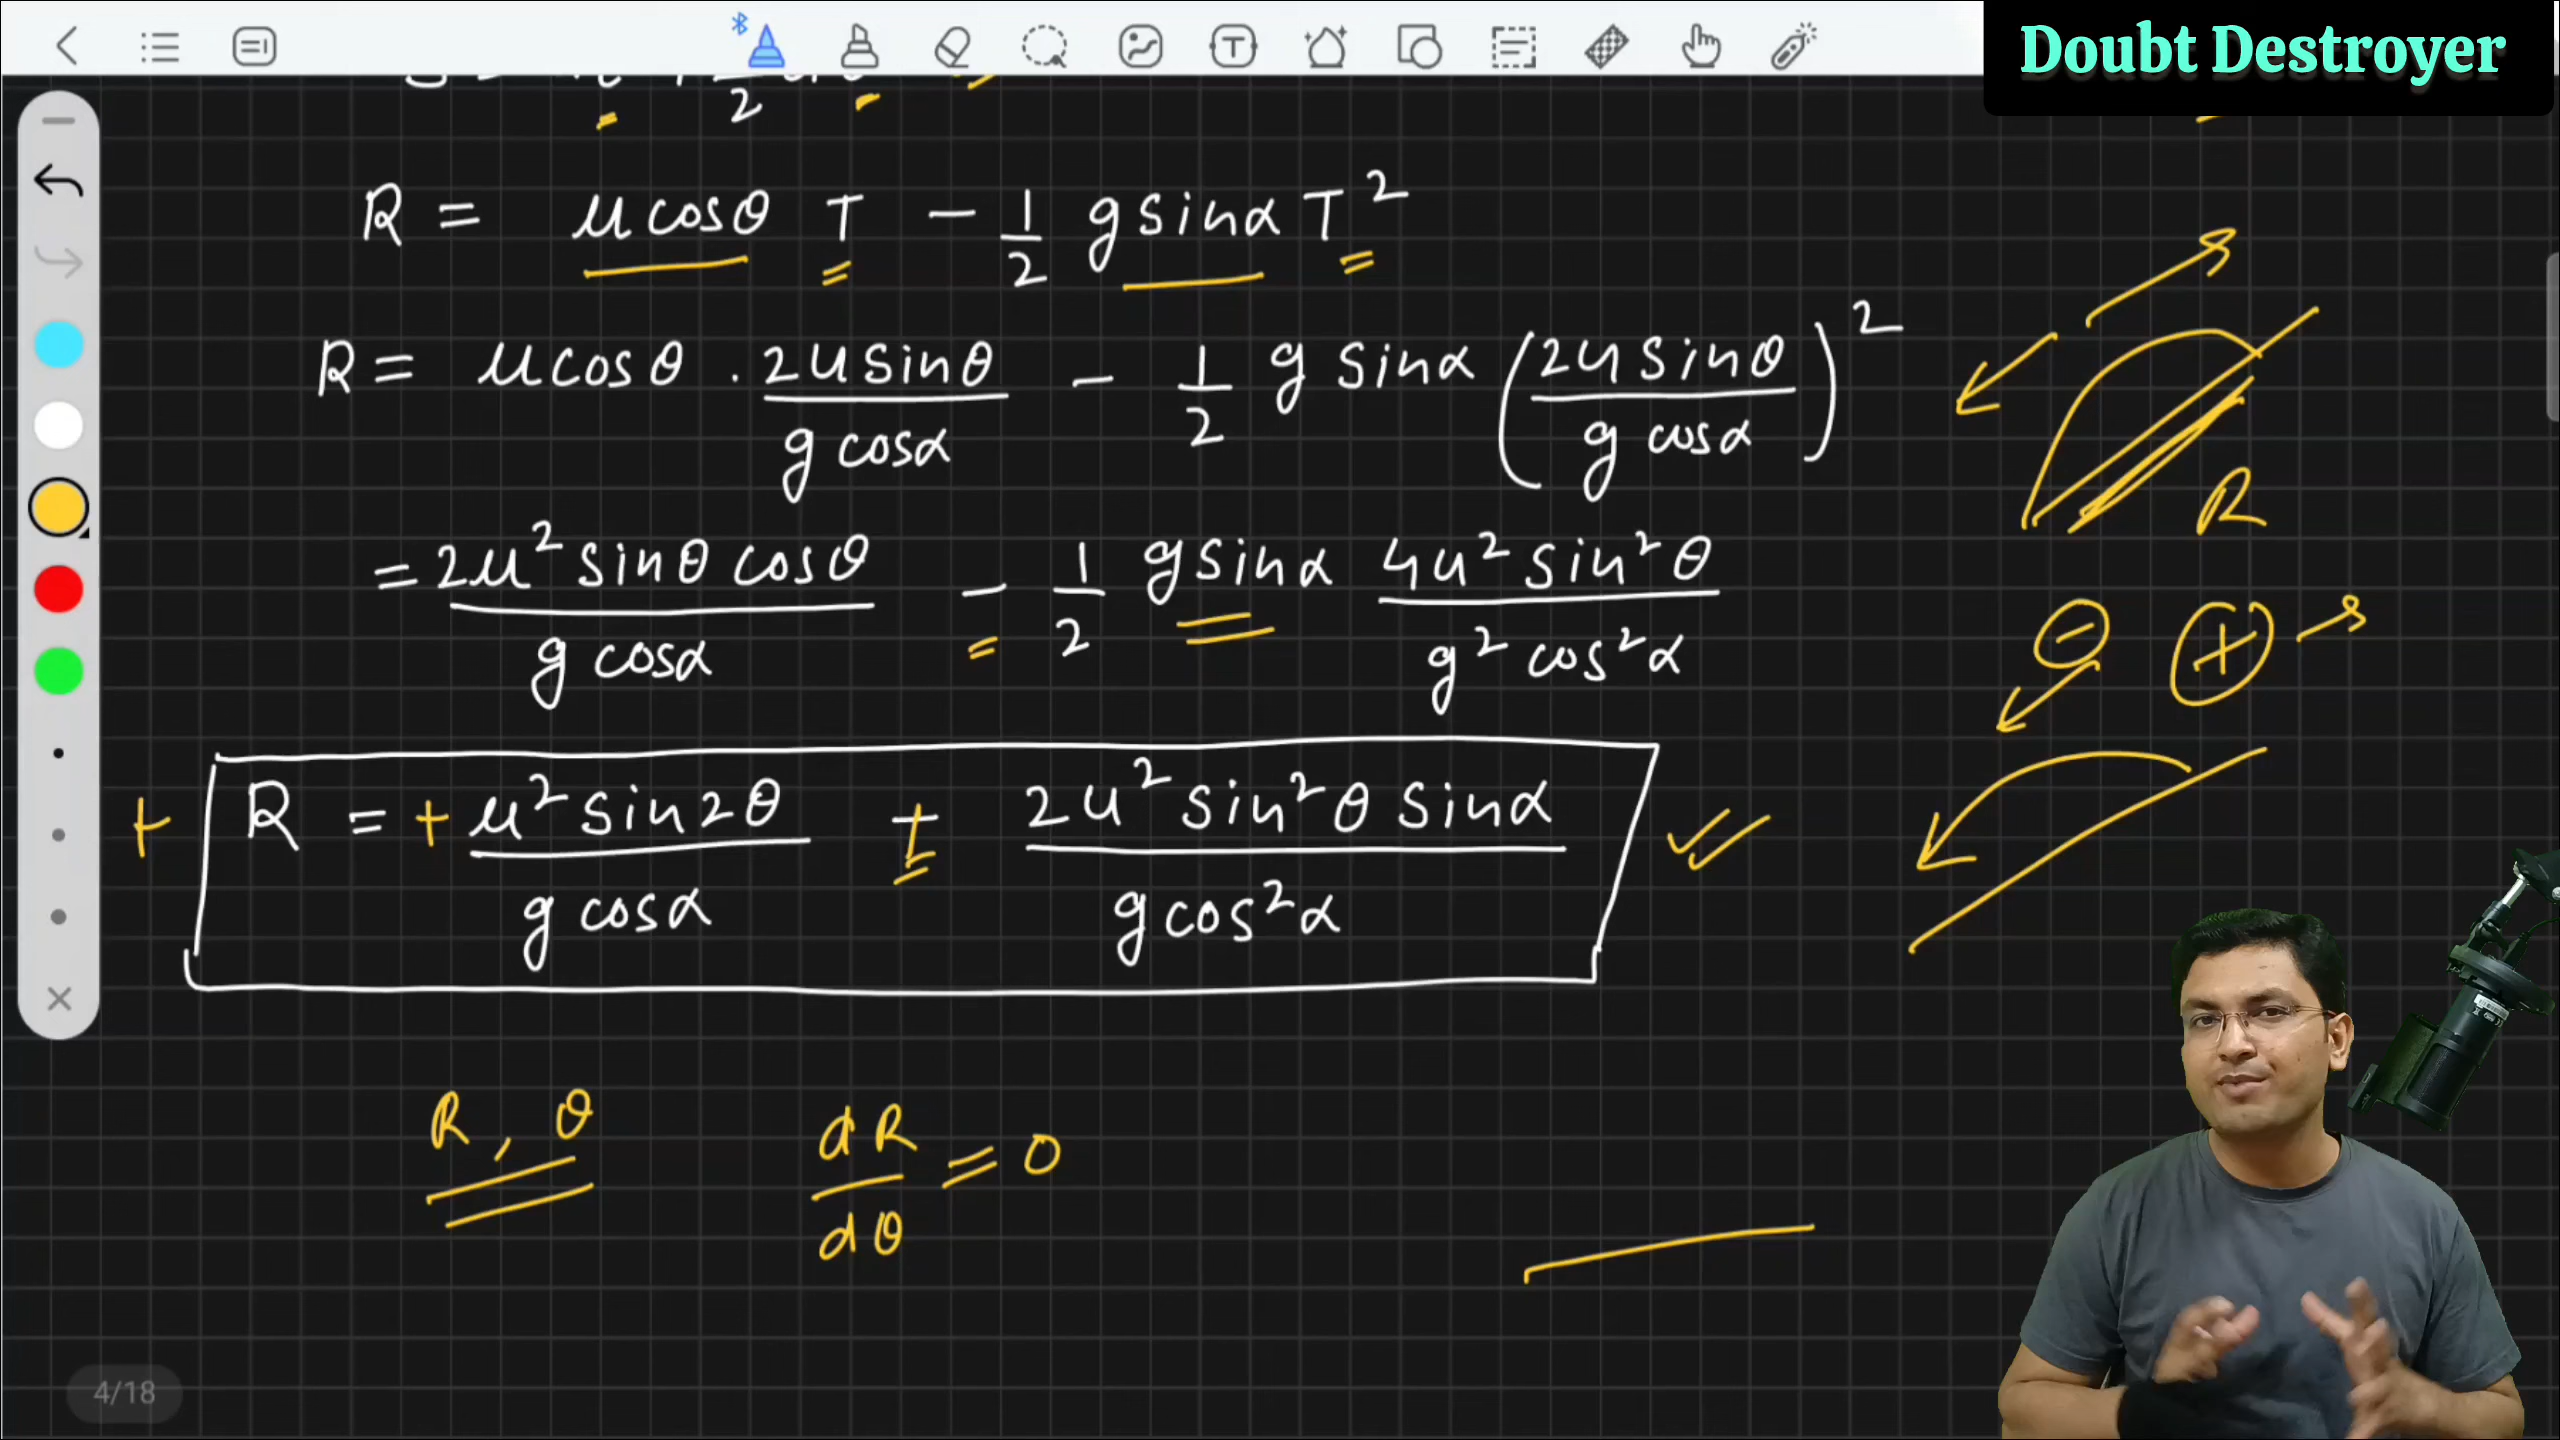 Doubt Destroyer
2
R = u cosθ T - 1/2 g sinα T²
R = u cosθ . 2u sinθ / g cosα - 1/2 g sinα (2u sinθ / g cosα)²
R
= 2u² sinθ cosθ / g cosα - 1/2 g sinα 4u² sin²θ / g² cos²α
- +
+ R = + u² sin2θ / g cosα ± 2u² sin²θ sinα / g cos²α
R, θ dR/dθ = 0
4/18